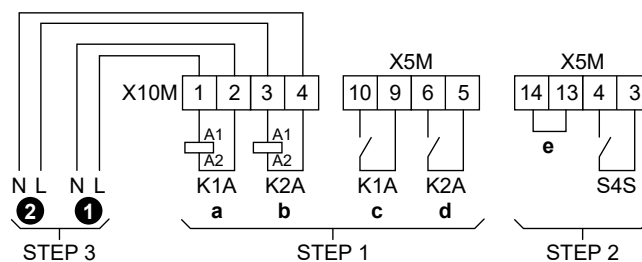 X5M X5M
X10M 1 2 3 4 10 9 6 5 14 13 4 3
A1 A1
A2 A2 e
N L N L K1A K2A K1A K2A S4S
2 1 a b c d
STEP 3 STEP 1 STEP 2